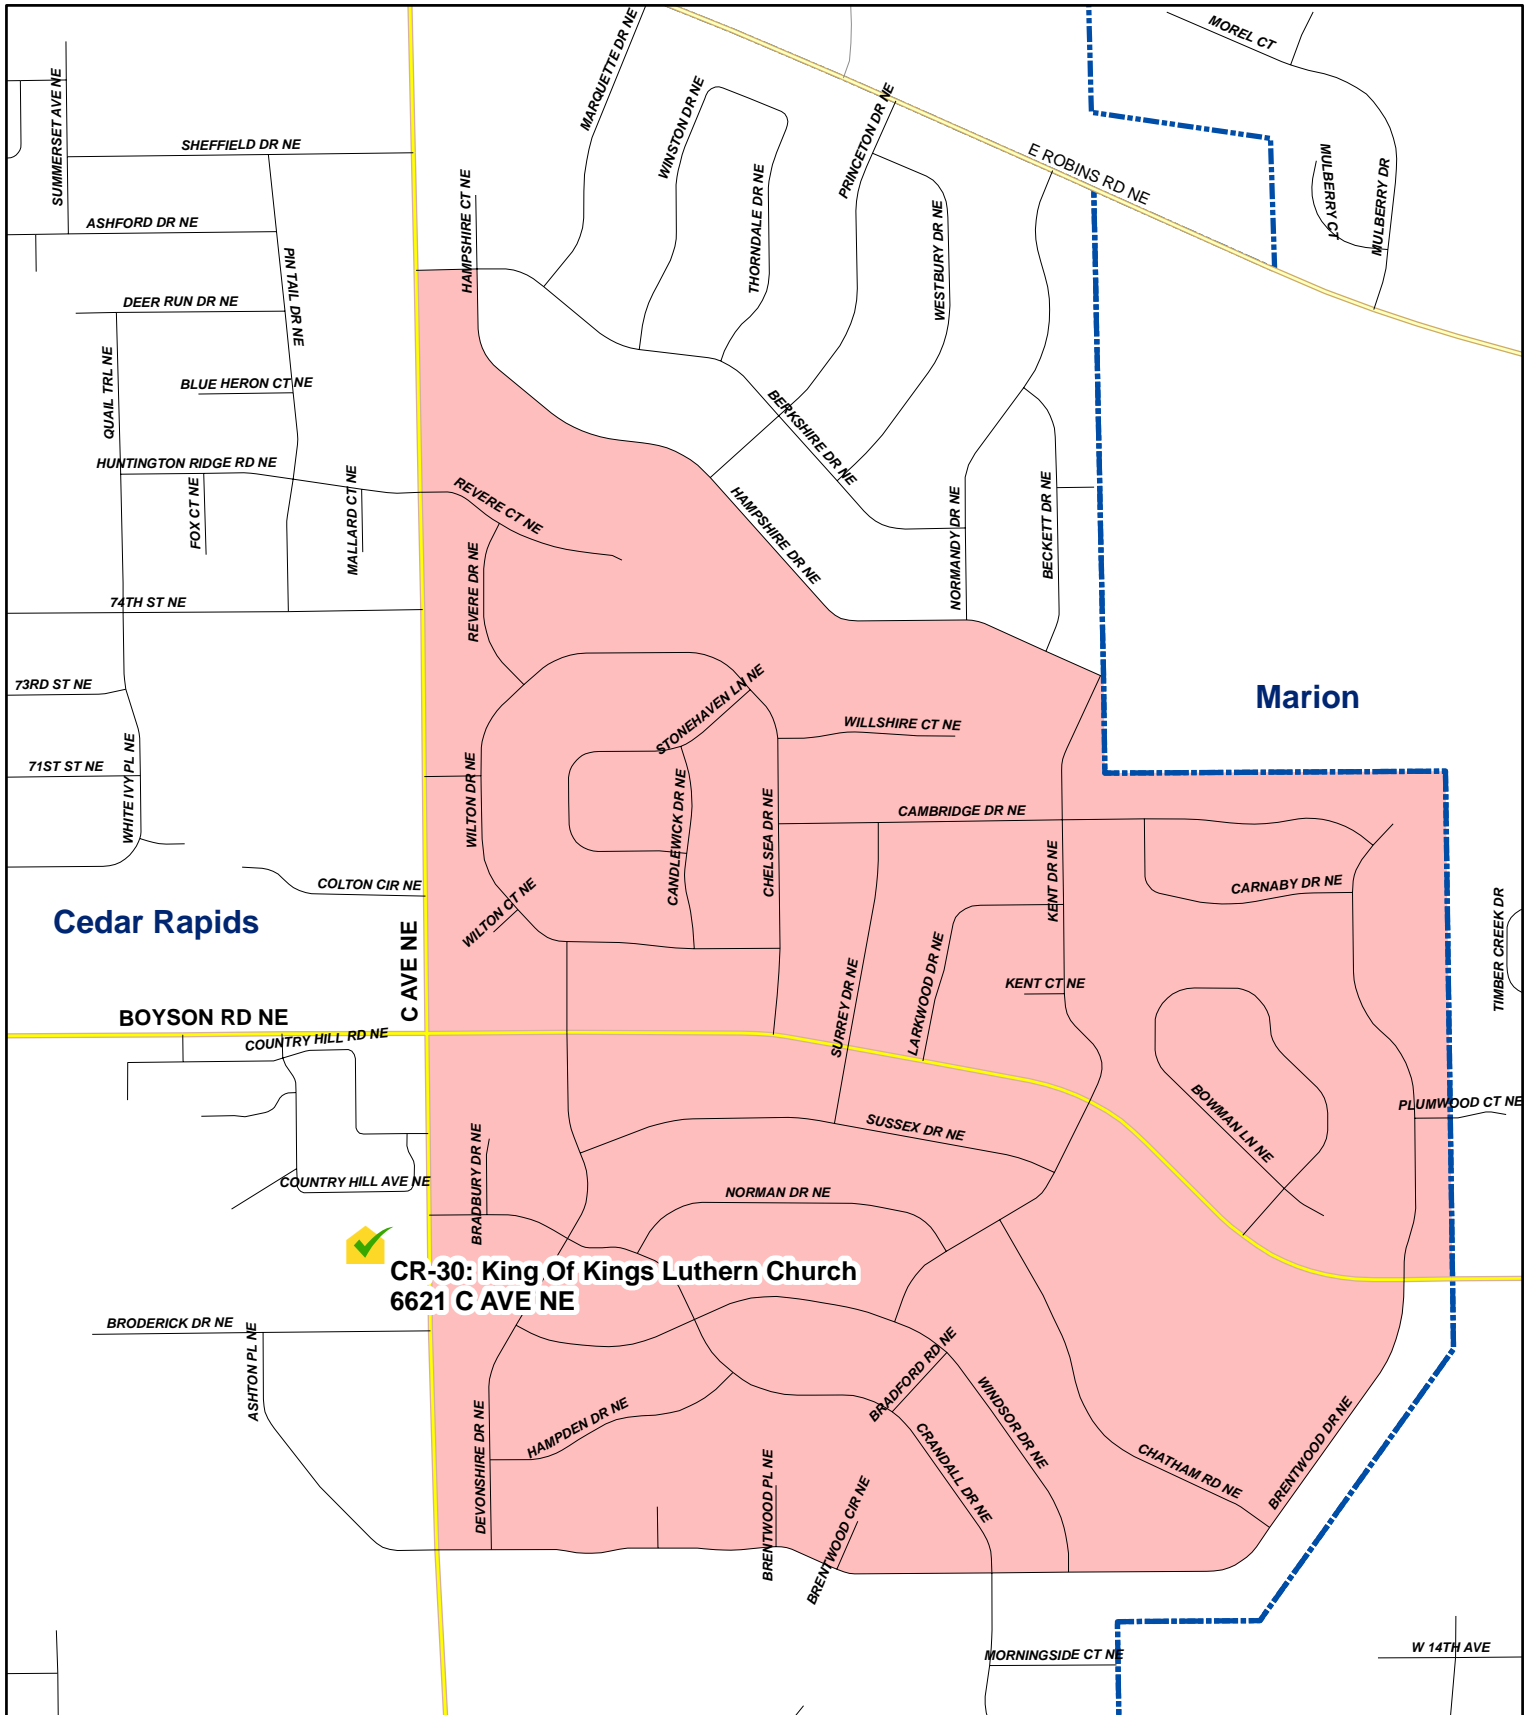 MOREL CT
MARQUETTE DR NE
SUMMERSET AVE NE
WINSTON DR NE
PRINCETON DR NE
SHEFFIELD DR NE
E ROBINS RD NE
MULBERRY CT
MULBERRY DR
HAMPSHIRE CT NE
THORNDALE DR NE
WESTBURY DR NE
ASHFORD DR NE
PIN TAIL DR NE
DEER RUN DR NE
QUAIL TRL NE
BLUE HERON CT NE
BERKSHIRE DR NE
HUNTINGTON RIDGE RD NE
FOX CT NE
MALLARD CT NE
REVERE CT NE
HAMPSHIRE DR NE
NORMANDY DR NE
BECKETT DR NE
REVERE DR NE
74TH ST NE
73RD ST NE
STONEHAVEN LN NE
Marion
WILLSHIRE CT NE
71ST ST NE
WHITE IVY PL NE
WILTON DR NE
CANDLEWICK DR NE
CHELSEA DR NE
CAMBRIDGE DR NE
KENT DR NE
CARNABY DR NE
COLTON CIR NE
WILTON CT NE
Cedar Rapids
C AVE NE
SURREY DR NE
LARKWOOD DR NE
KENT CT NE
TIMBER CREEK DR
BOYSON RD NE
COUNTRY HILL RD NE
BOWMAN LN NE
PLUMWOOD CT NE
SUSSEX DR NE
BRADBURY DR NE
COUNTRY HILL AVE NE
NORMAN DR NE
CR-30: King Of Kings Luthern Church
6621 C AVE NE
BRODERICK DR NE
ASHTON PL NE
BRADFORD RD NE
WINDSOR DR NE
HAMPDEN DR NE
DEVONSHIRE DR NE
CRANDALL DR NE
CHATHAM RD NE
BRENTWOOD DR NE
BRENTWOOD PL NE
BRENTWOOD CIR NE
MORNINGSIDE CT NE
W 14TH AVE